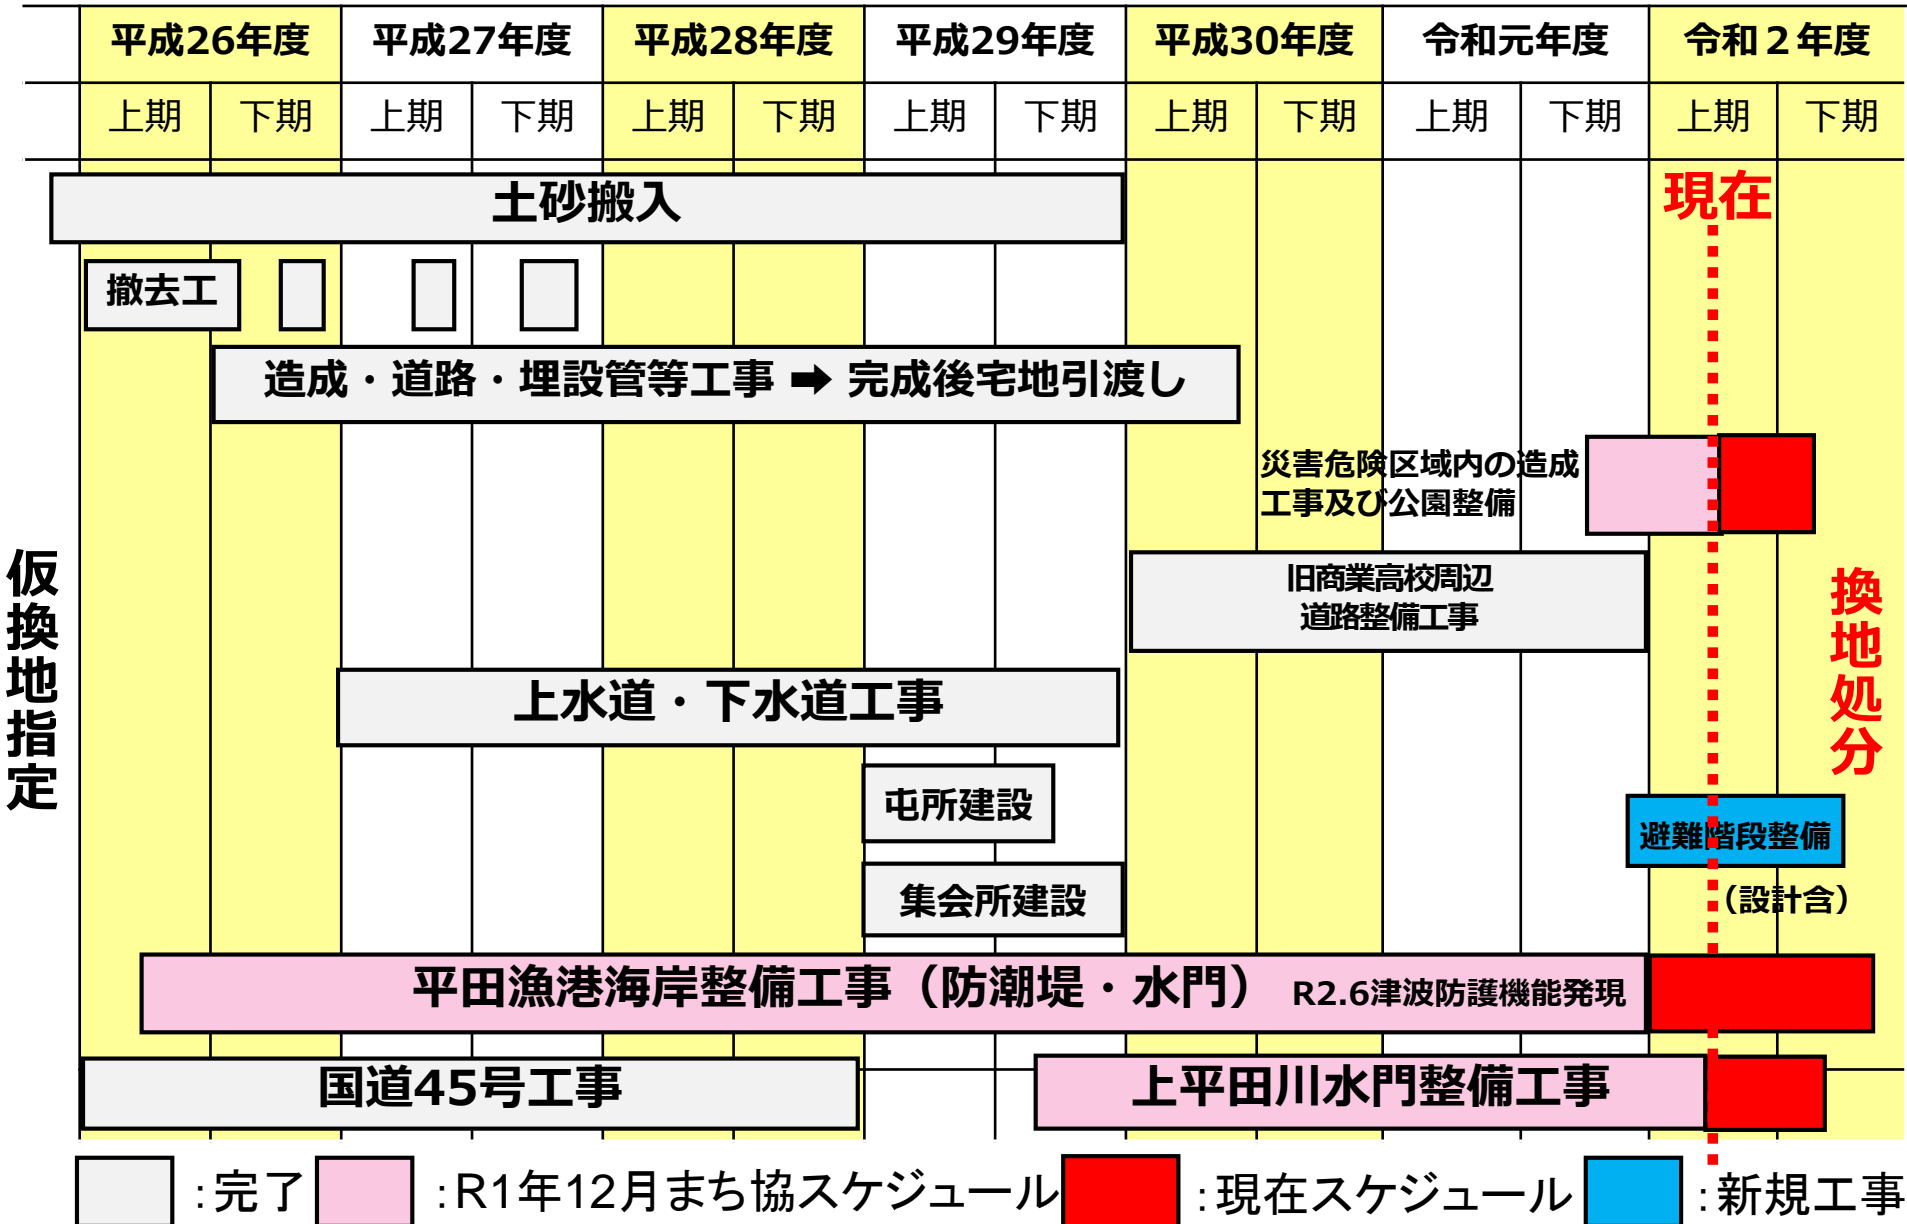 平成26年度 平成27年度 平成28年度 平成29年度 平成30年度 令和元年度 令和２年度
上期 下期 上期 下期 上期 下期 上期 下期 上期 下期 上期 下期 上期 下期
現在
土砂搬入
撤去工
造成・道路・埋設管等工事 ➡ 完成後宅地引渡し
災害危険区域内の造成
工事及び公園整備
仮換地指定
旧商業高校周辺
道路整備工事
換地処分
上水道・下水道工事
屯所建設
避難階段整備
（設計含）
集会所建設
平田漁港海岸整備工事（防潮堤・水門） R2.6津波防護機能発現
国道45号工事 上平田川水門整備工事
：完了 ：R1年12月まち協スケジュール ：現在スケジュール ：新規工事